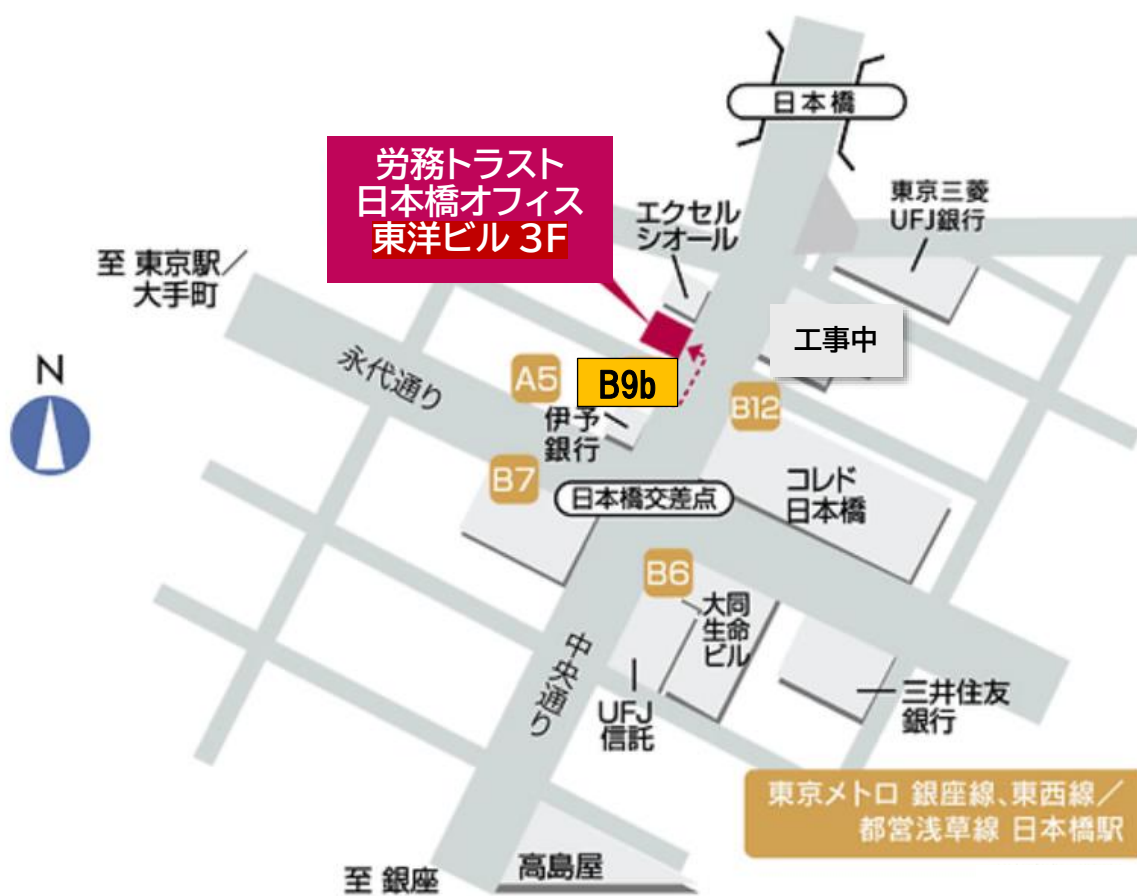 日本橋
労務トラスト
日本橋オフィス
東洋ビル 3F
エクセル
シオール
東京三菱
UFJ銀行
至 東京駅／
大手町
工事中
N
永代通り
A5
B9b
B12
伊予
銀行
B7
日本橋交差点
コレド
日本橋
B6
大同
生命
ビル
中央通り
UFJ
信託
三井住友
銀行
東京メトロ 銀座線、東西線／
都営浅草線 日本橋駅
高島屋
至 銀座